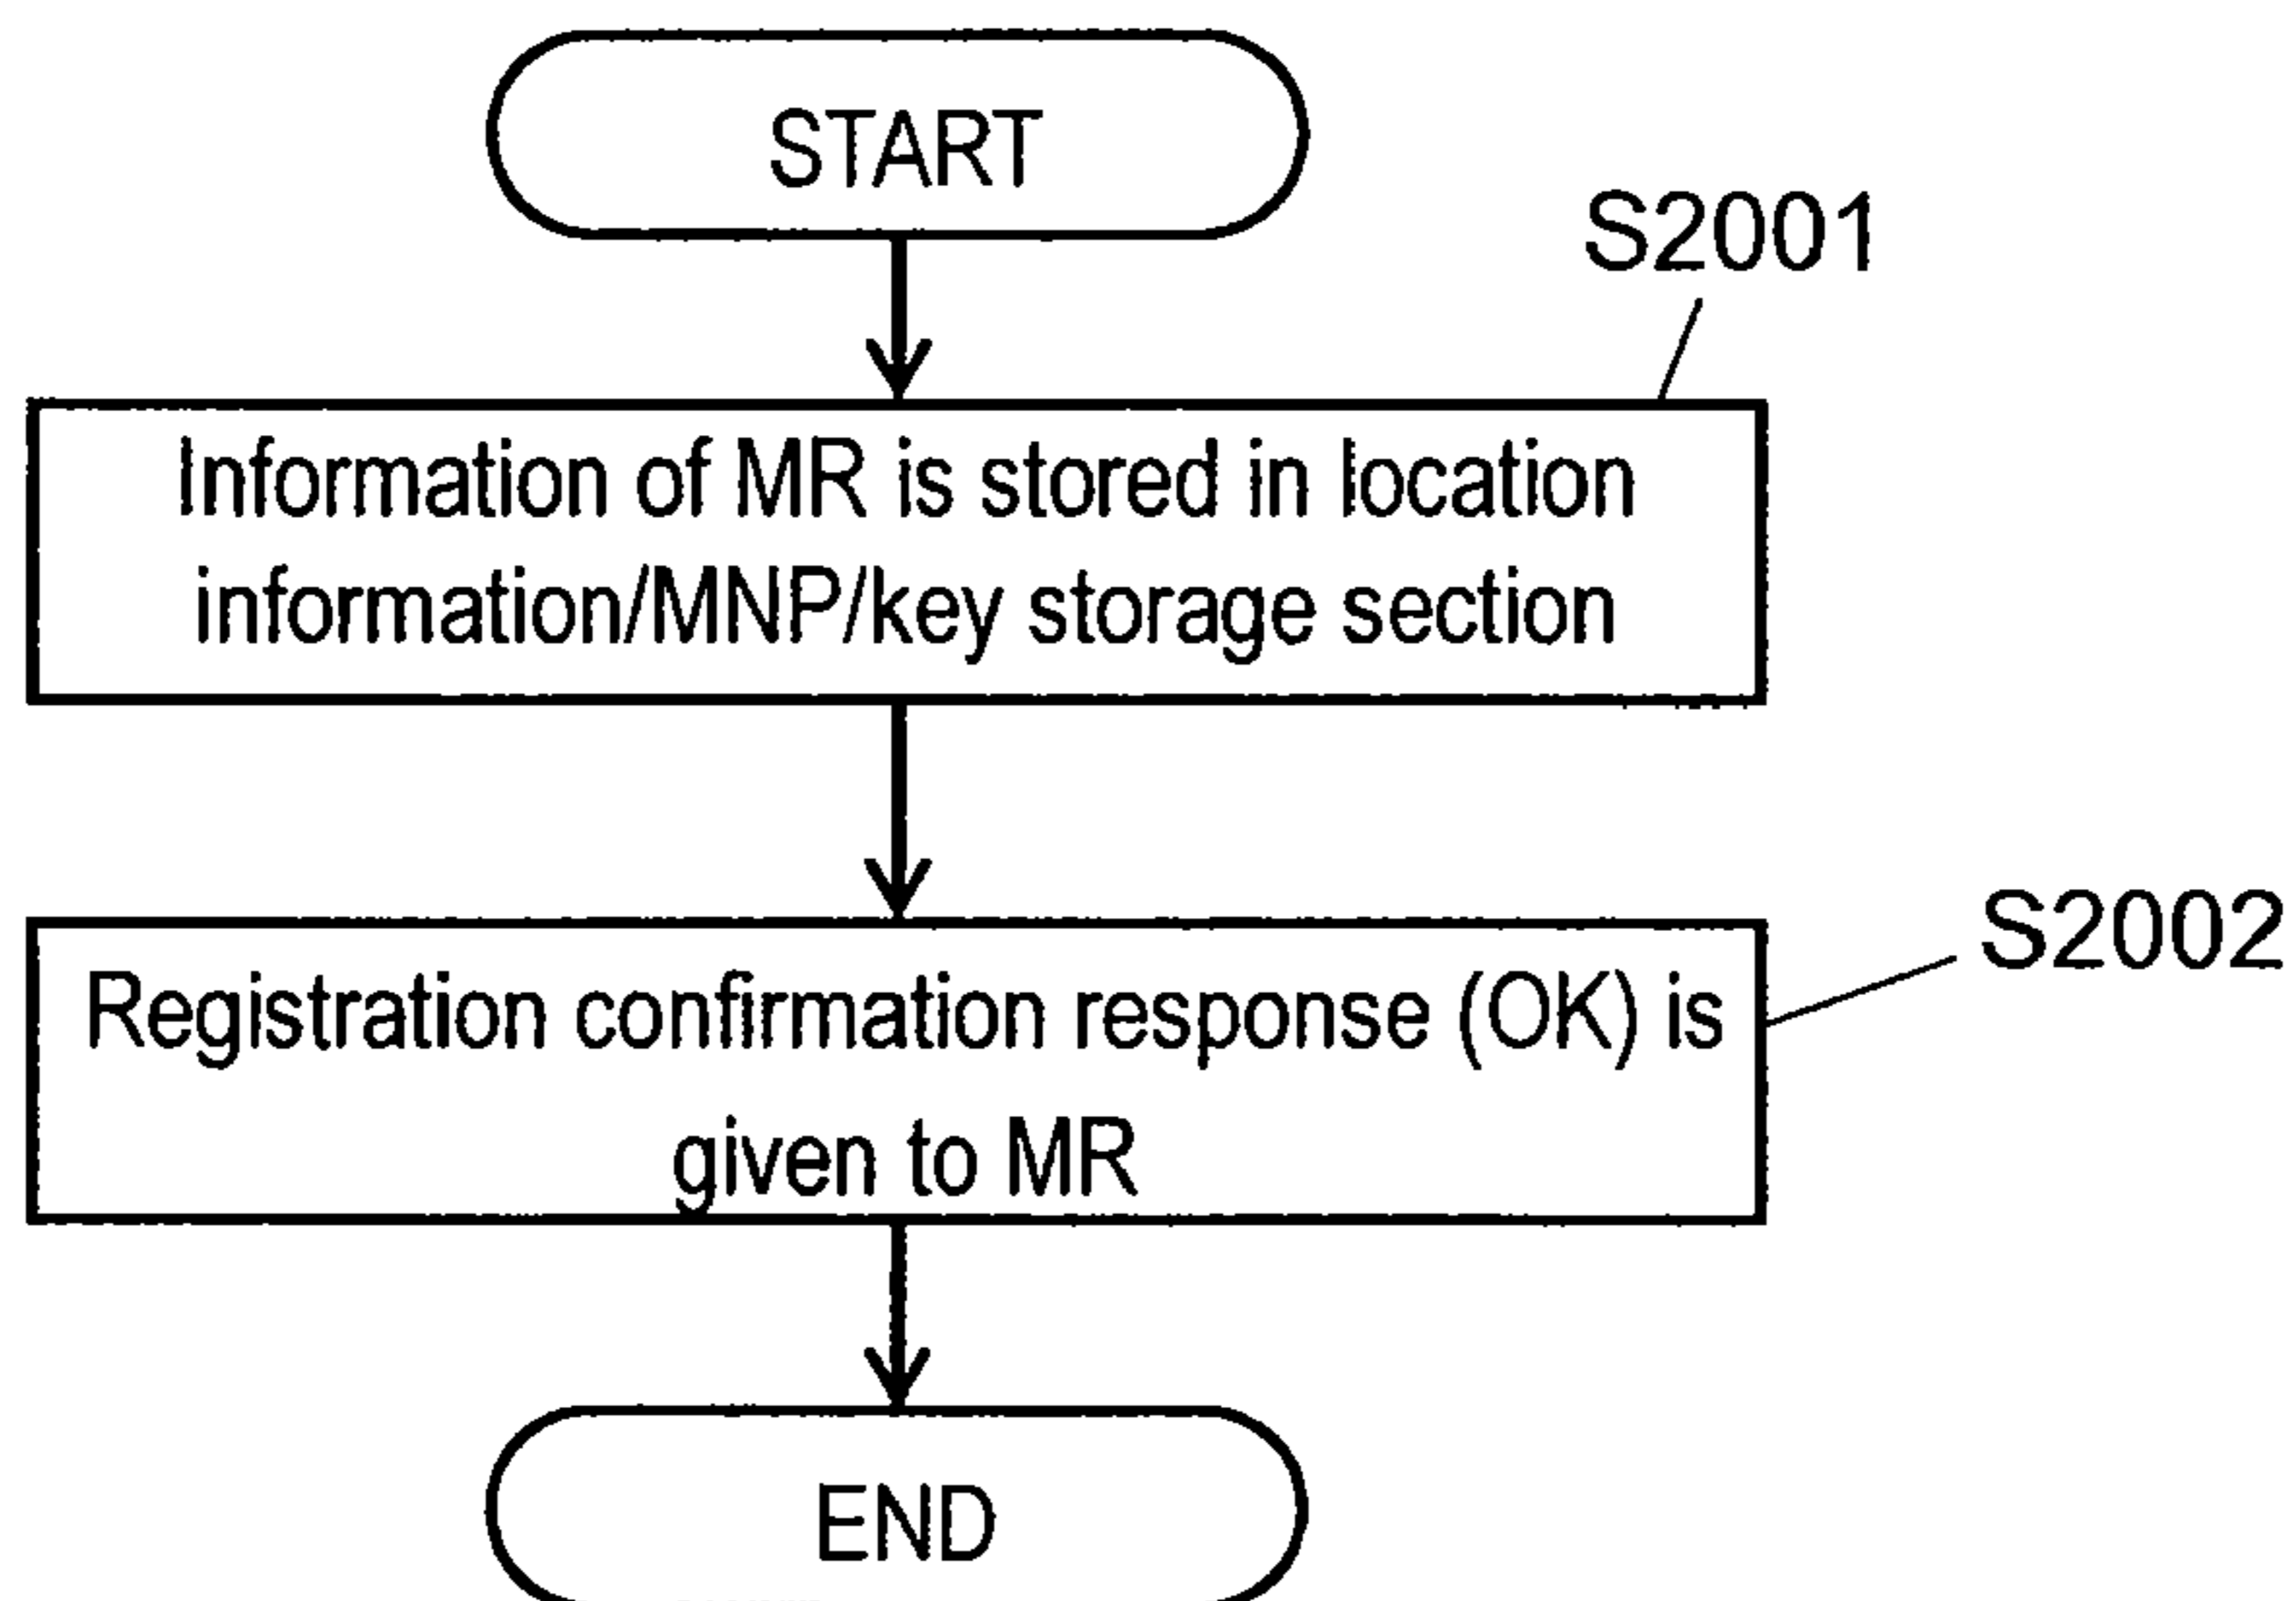 START
S2001
Information of MR is stored in location
information/MNP/key storage section
S2002
Registration confirmation response (OK) is
given to MR
END